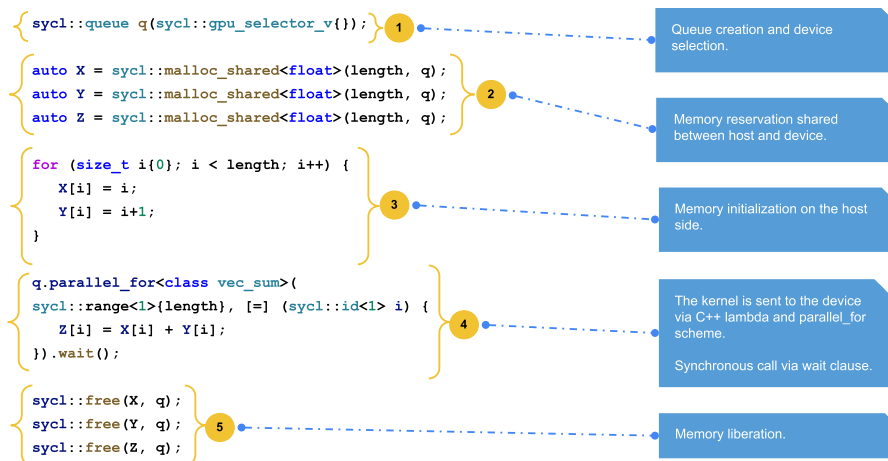 sycl::queue q(sycl::gpu_selector_v{});
1
Queue creation and device
selection.
auto X = sycl::malloc_shared<float>(length, q);
auto Y = sycl::malloc_shared<float>(length, q);
auto Z = sycl::malloc_shared<float>(length, q);
2
Memory reservation shared
between host and device.
for (size_t i{0}; i < length; i++) {
X[i] = i;
Y[i] = i+1;
}
3
Memory initialization on the host
side.
q.parallel_for<class vec_sum>(
sycl::range<1>{length}, [=] (sycl::id<1> i) {
Z[i] = X[i] + Y[i];
}).wait();
4
The kernel is sent to the device
via C++ lambda and parallel_for
scheme.
Synchronous call via wait clause.
sycl::free(X, q);
sycl::free(Y, q);
sycl::free(Z, q);
5
Memory liberation.